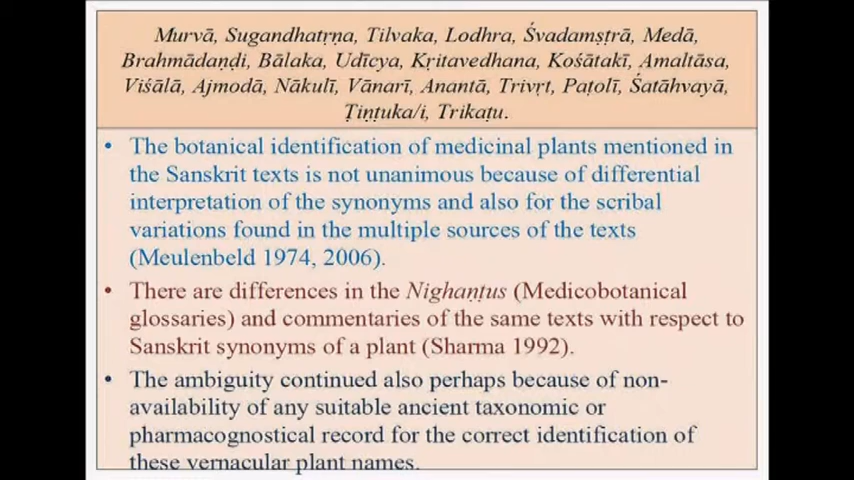 Murvā, Sugandhatṛṇa, Tilvaka, Lodhra, Śvadamṣṭrā, Medā,
Brahmādaṇḍi, Bālaka, Udīcya, Kṛitavedhana, Kośātakī, Amaltāsa,
Viśālā, Ajmodā, Nākulī, Vānarī, Anantā, Trivṛt, Paṭolī, Śatāhvayā,
Ṭiṇṭuka/i, Trikaṭu.
• The botanical identification of medicinal plants mentioned in
the Sanskrit texts is not unanimous because of differential
interpretation of the synonyms and also for the scribal
variations found in the multiple sources of the texts
(Meulenbeld 1974, 2006).
• There are differences in the Nighaṇṭus (Medicobotanical
glossaries) and commentaries of the same texts with respect to
Sanskrit synonyms of a plant (Sharma 1992).
• The ambiguity continued also perhaps because of non-
availability of any suitable ancient taxonomic or
pharmacognostical record for the correct identification of
these vernacular plant names.